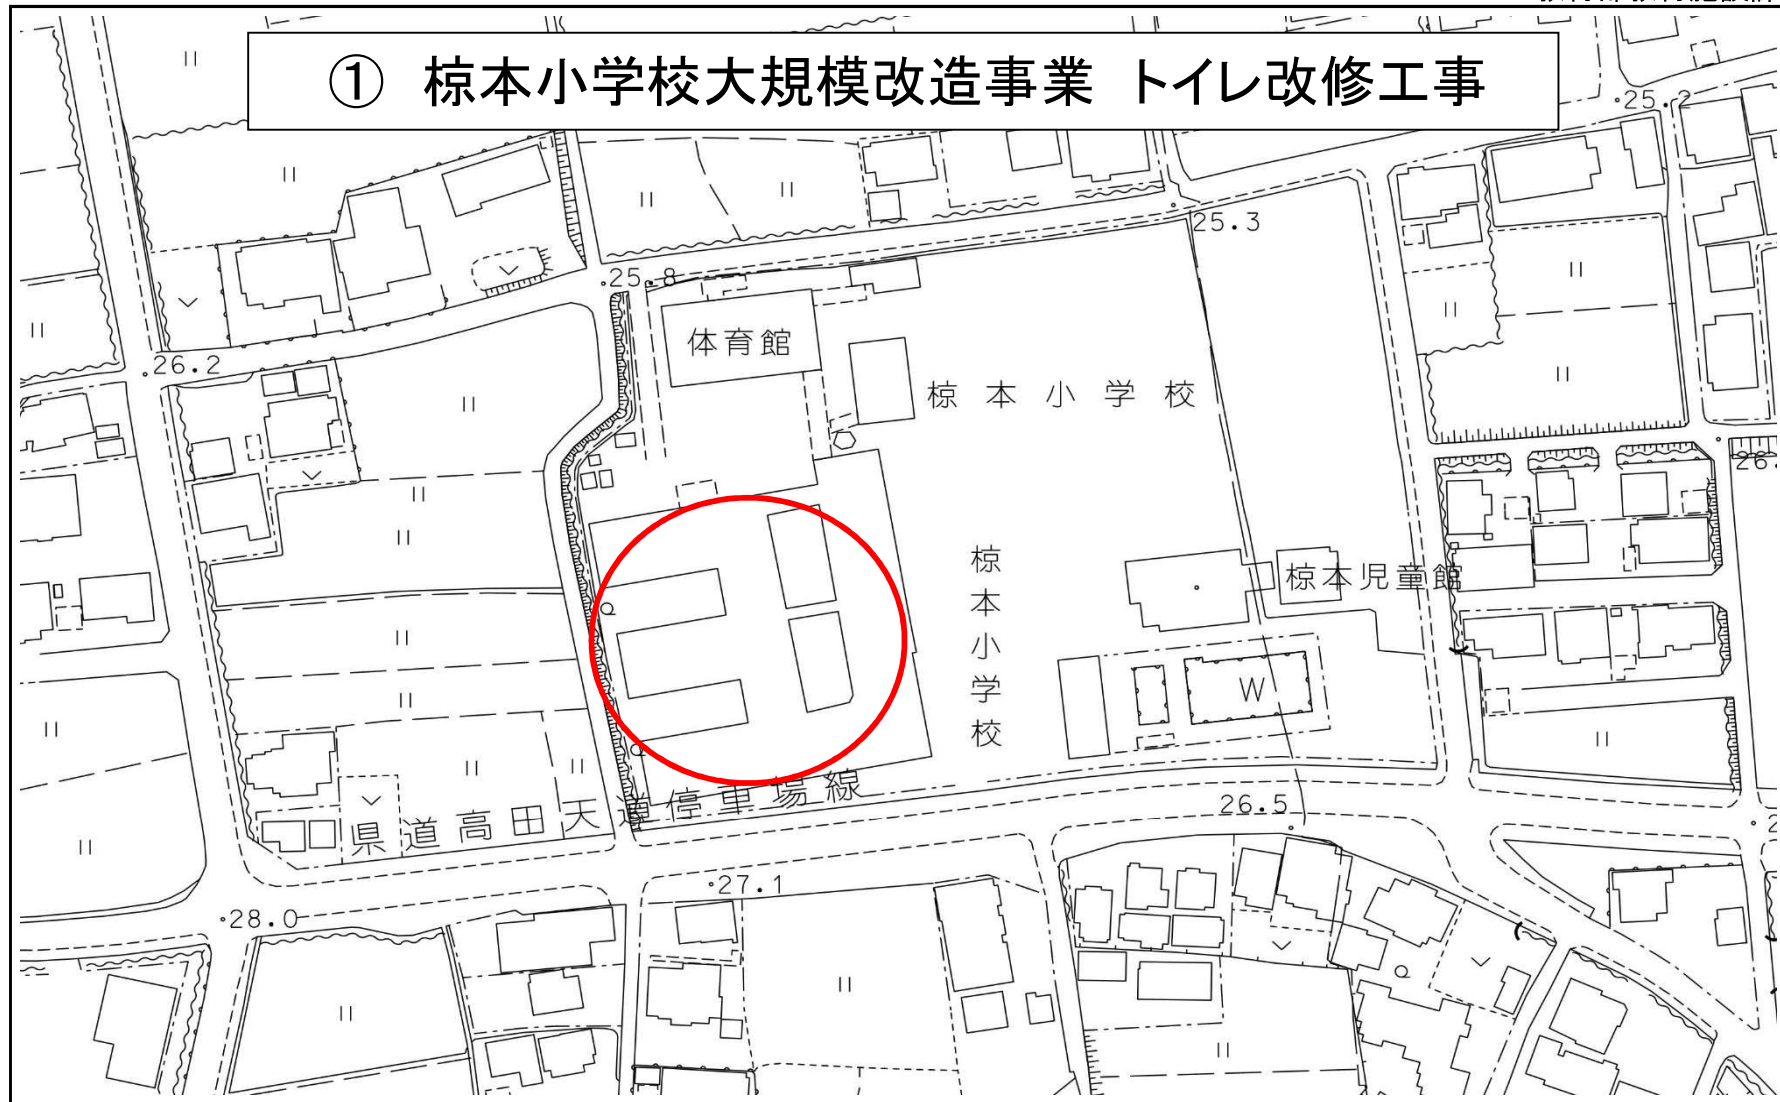 ① 椋本小学校大規模改造事業 トイレ改修工事
25.2
25.3
25.8
体育館
26.2
椋本小学校
椋本小学校
椋本児童館
W
県道高田天道停車場線
26.5
27.1
28.0